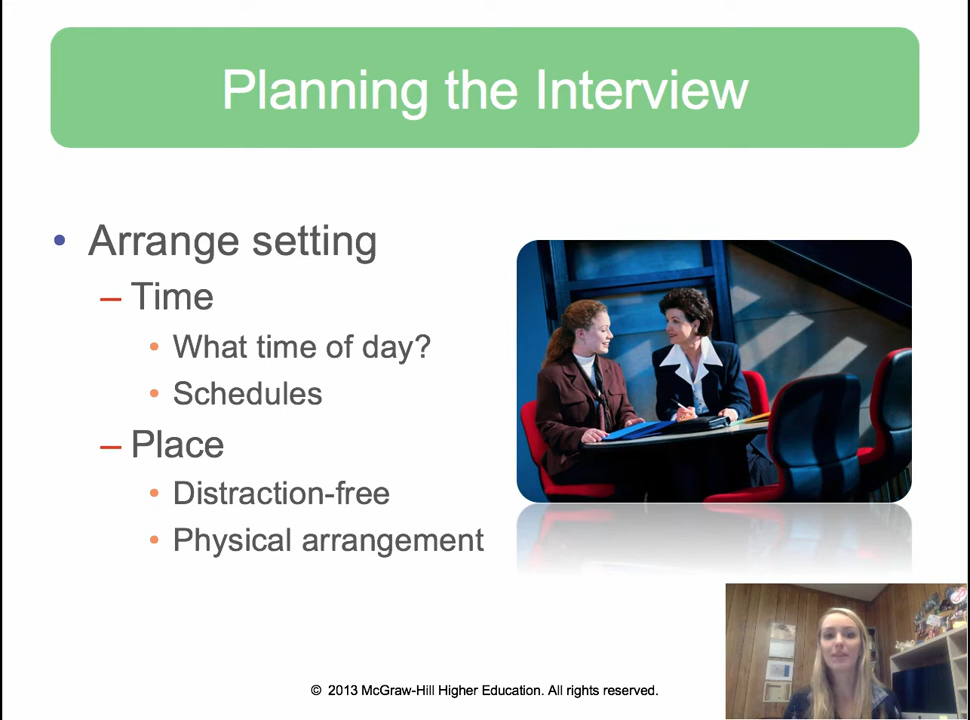 Planning the Interview
• Arrange setting
– Time
• What time of day?
• Schedules
– Place
• Distraction-free
• Physical arrangement
© 2013 McGraw-Hill Higher Education. All rights reserved.